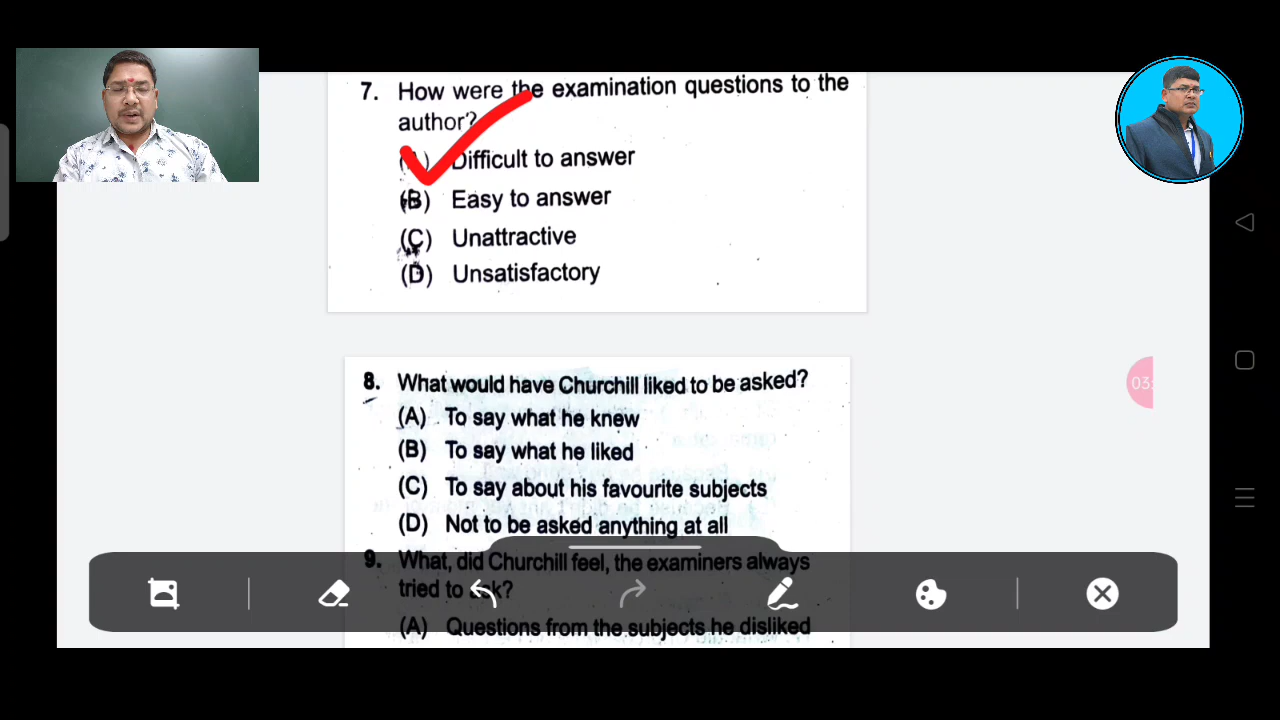 7. How were the examination questions to the
author?
(A) Difficult to answer
(B) Easy to answer
(C) Unattractive
(D) Unsatisfactory
8. What would have Churchill liked to be asked?
(A) To say what he knew
(B) To say what he liked
(C) To say about his favourite subjects
(D) Not to be asked anything at all
9. What, did Churchill feel, the examiners always
tried to ask?
(A) Questions from the subjects he disliked
03: